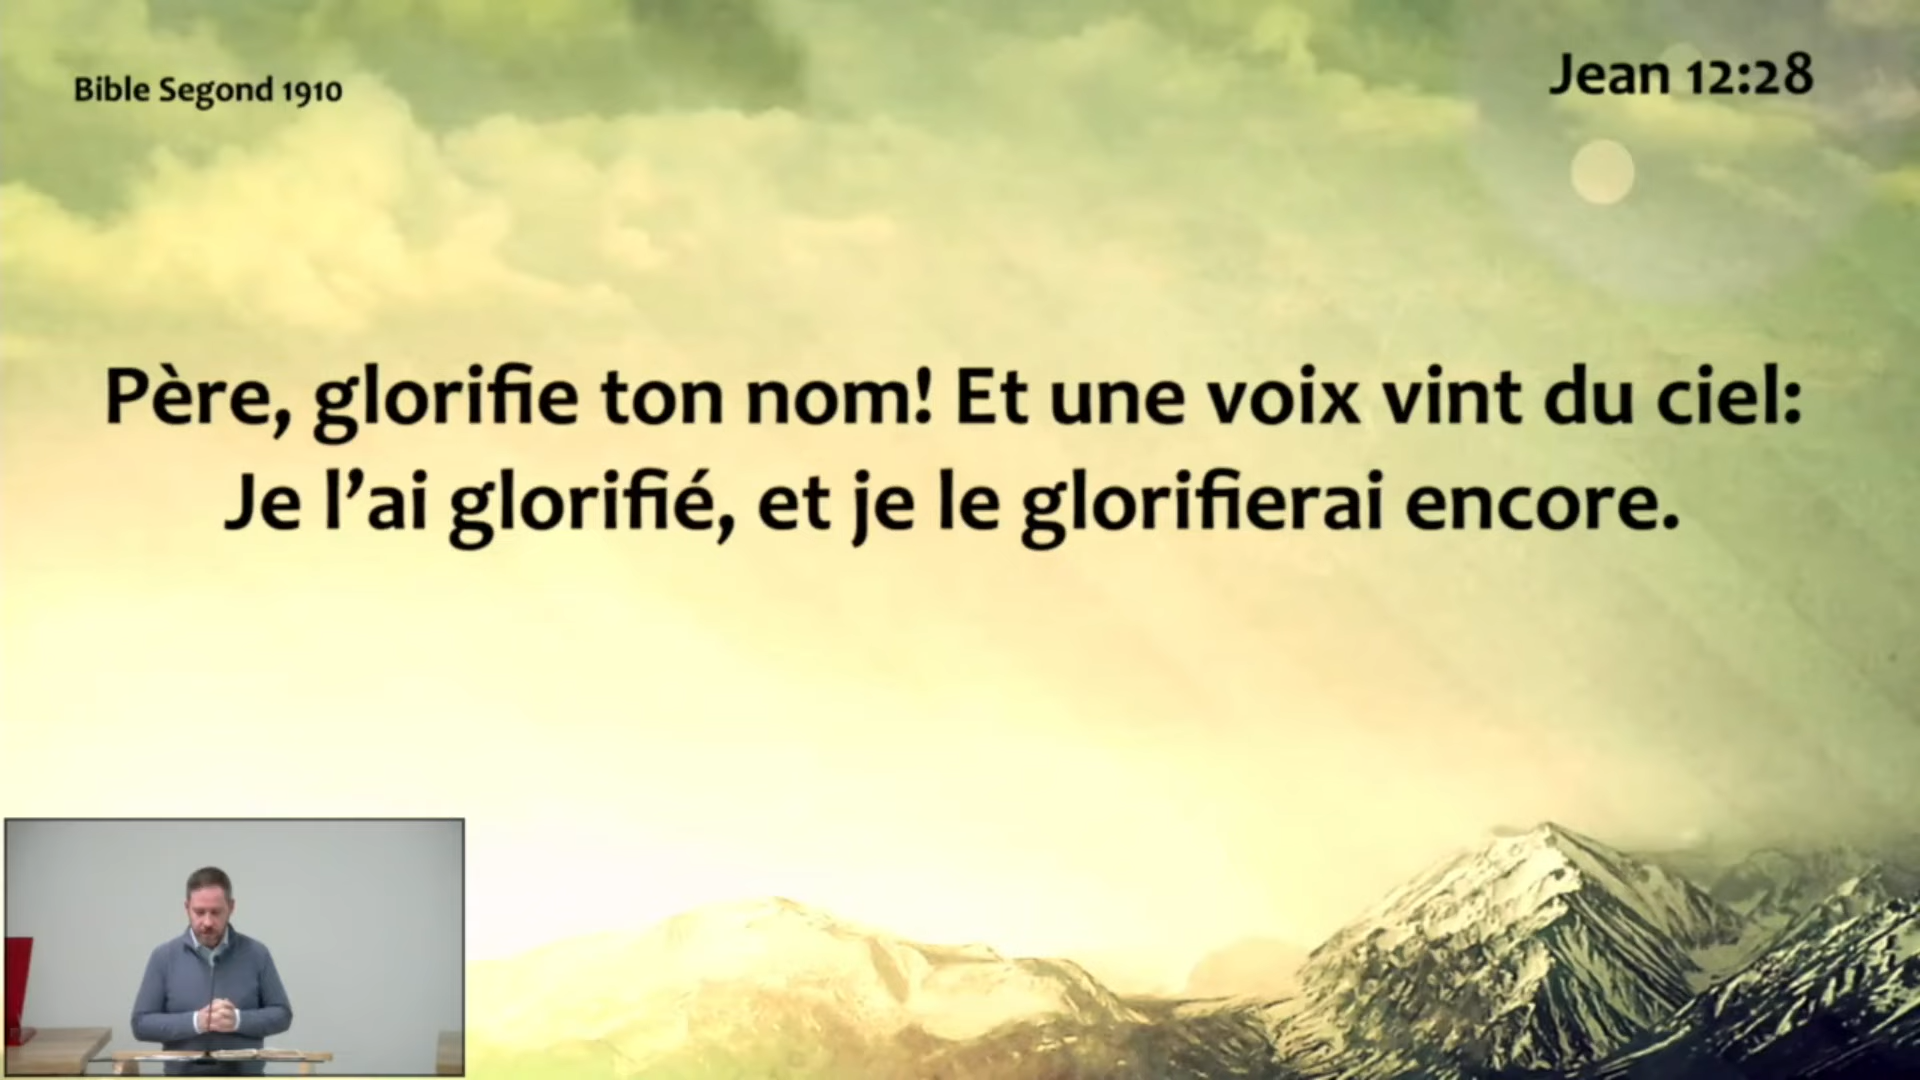 Bible Segond 1910
Jean 12:28
Père, glorifie ton nom! Et une voix vint du ciel:
Je l’ai glorifié, et je le glorifierai encore.